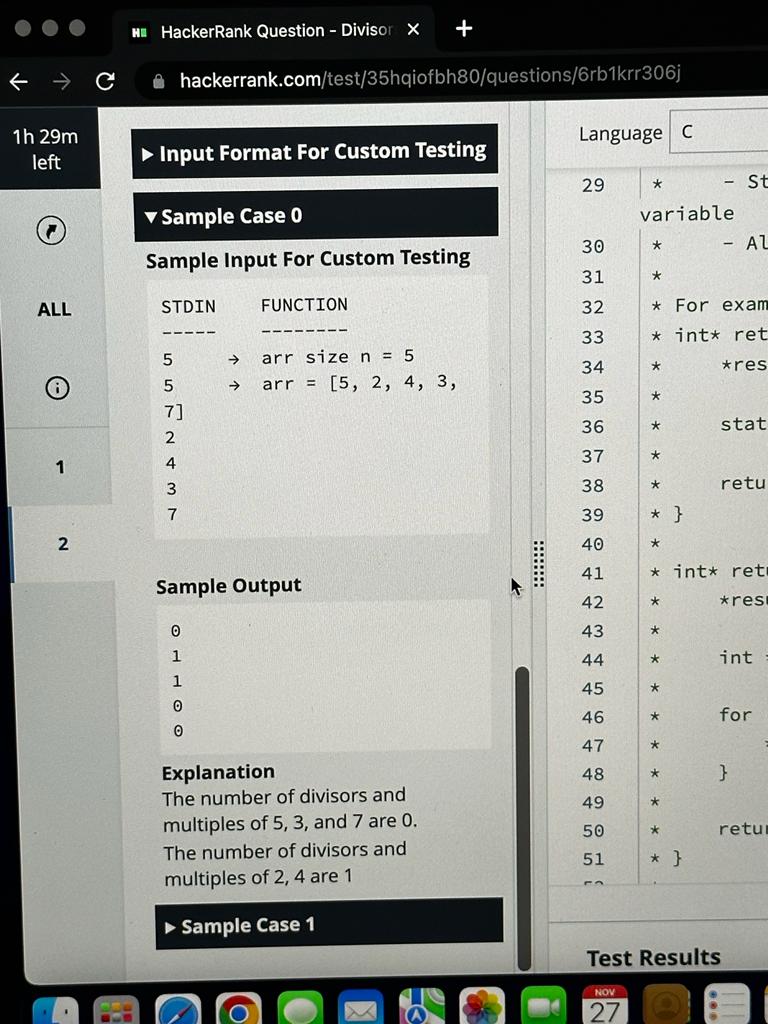 HackerRank Question - Divisor
hackerrank.com/test/35hqiofbh80/questions/6rb1krr306j
1h 29m
left
ALL
1
2
Input Format For Custom Testing
Sample Case 0
Sample Input For Custom Testing
STDIN FUNCTION
----- --------
5 → arr size n = 5
5 → arr = [5, 2, 4, 3,
7]
2
4
3
7
Sample Output
0
1
1
0
0
Explanation
The number of divisors and
multiples of 5, 3, and 7 are 0.
The number of divisors and
multiples of 2, 4 are 1
Sample Case 1
Language C
29 * - St
variable
30 * - Al
31 *
32 * For exam
33 * int* ret
34 * *res
35 *
36 * stat
37 *
38 * retu
39 * }
40 *
41 * int* retu
42 * *resu
43 *
44 * int *
45 *
46 * for
47 * *
48 * }
49 *
50 * retur
51 * }
Test Results
NOV
27